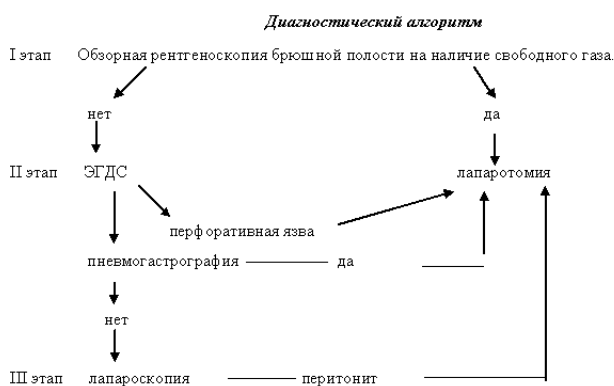 Диагностический алгоритм
I этап Обзорная рентгеноскопия брюшной полости на наличие свободного газа.
нет да
II этап ЭГДС лапаротомия
перфоративная язва
пневмогастрография да
нет
III этап лапароскопия перитонит